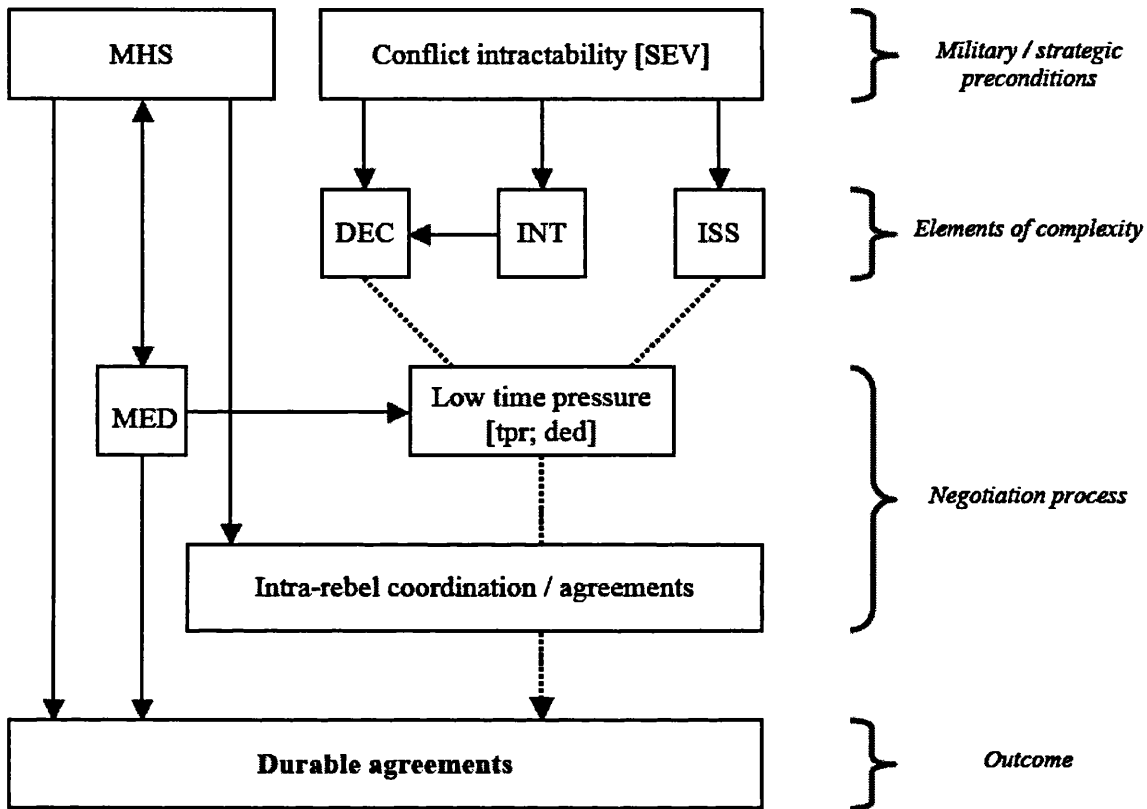 MHS
Conflict intractability [SEV]
Military / strategic
preconditions
DEC
INT
ISS
Elements of complexity
MED
Low time pressure
[tpr; ded]
Negotiation process
Intra-rebel coordination / agreements
Durable agreements
Outcome